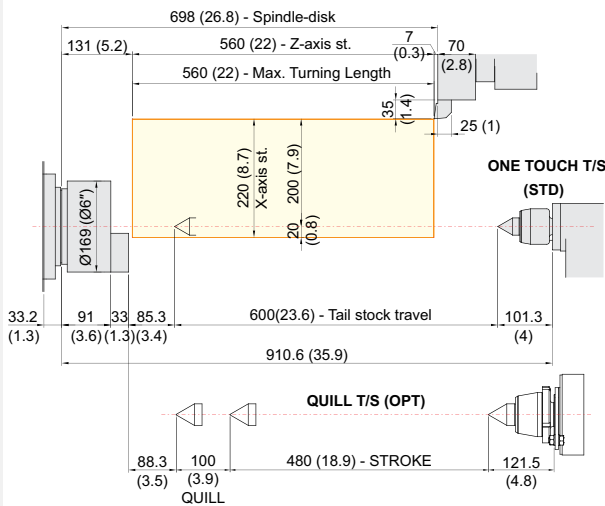 698 (26.8) - Spindle-disk
131 (5.2)
560 (22) - Z-axis st.
7
(0.3)
70
(2.8)
560 (22) - Max. Turning Length
35
(1.4)
25 (1)
220 (8.7)
X-axis st.
200 (7.9)
20
(0.8)
Ø169 (Ø6")
ONE TOUCH T/S
(STD)
33.2
(1.3)
91
(3.6)
33
(1.3)
85.3
(3.4)
600(23.6) - Tail stock travel
101.3
(4)
910.6 (35.9)
QUILL T/S (OPT)
88.3
(3.5)
100
(3.9)
QUILL
480 (18.9) - STROKE
121.5
(4.8)